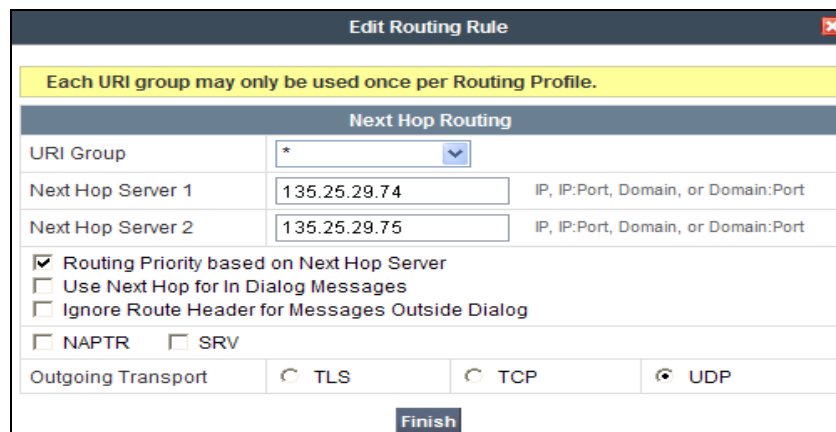 Edit Routing Rule
Each URI group may only be used once per Routing Profile.
Next Hop Routing
URI Group *
Next Hop Server 1 135.25.29.74 IP, IP:Port, Domain, or Domain:Port
Next Hop Server 2 135.25.29.75 IP, IP:Port, Domain, or Domain:Port
Routing Priority based on Next Hop Server
Use Next Hop for In Dialog Messages
Ignore Route Header for Messages Outside Dialog
NAPTR SRV
Outgoing Transport TLS TCP UDP
Finish